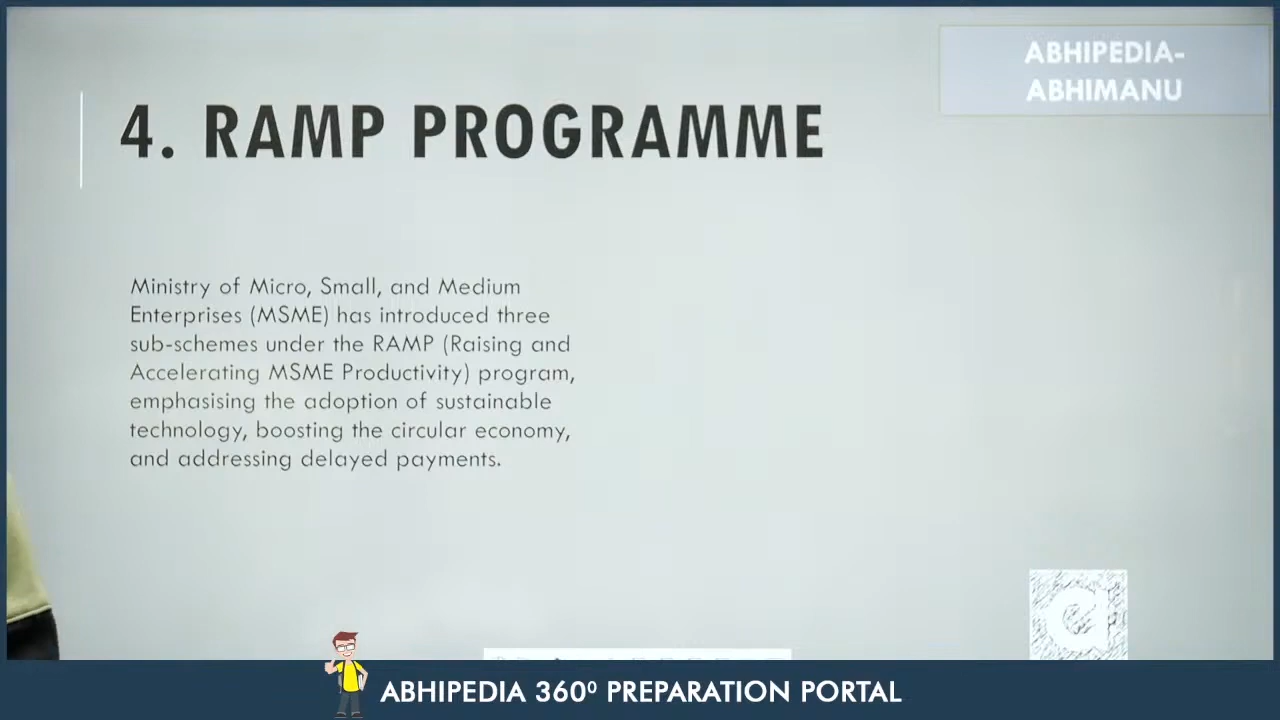 ABHIPEDIA-
ABHIMANU
4. RAMP PROGRAMME
Ministry of Micro, Small, and Medium
Enterprises (MSME) has introduced three
sub-schemes under the RAMP (Raising and
Accelerating MSME Productivity) program,
emphasising the adoption of sustainable
technology, boosting the circular economy,
and addressing delayed payments.
ABHIPEDIA 360⁰ PREPARATION PORTAL